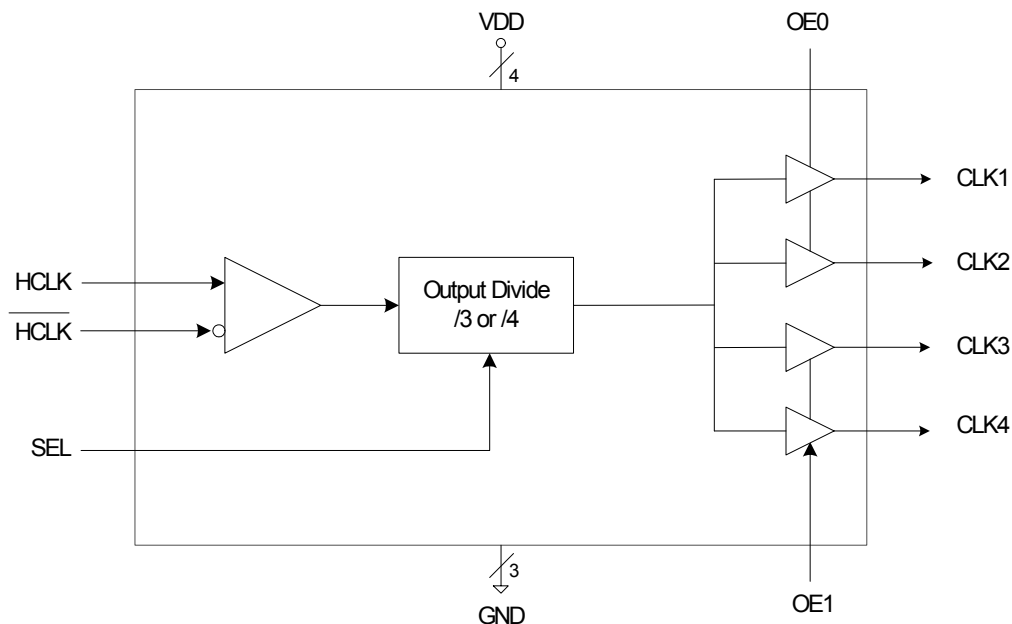 VDD
OE0
4
CLK1
CLK2
HCLK
Output Divide
/3 or /4
HCLK
CLK3
CLK4
SEL
3
GND
OE1